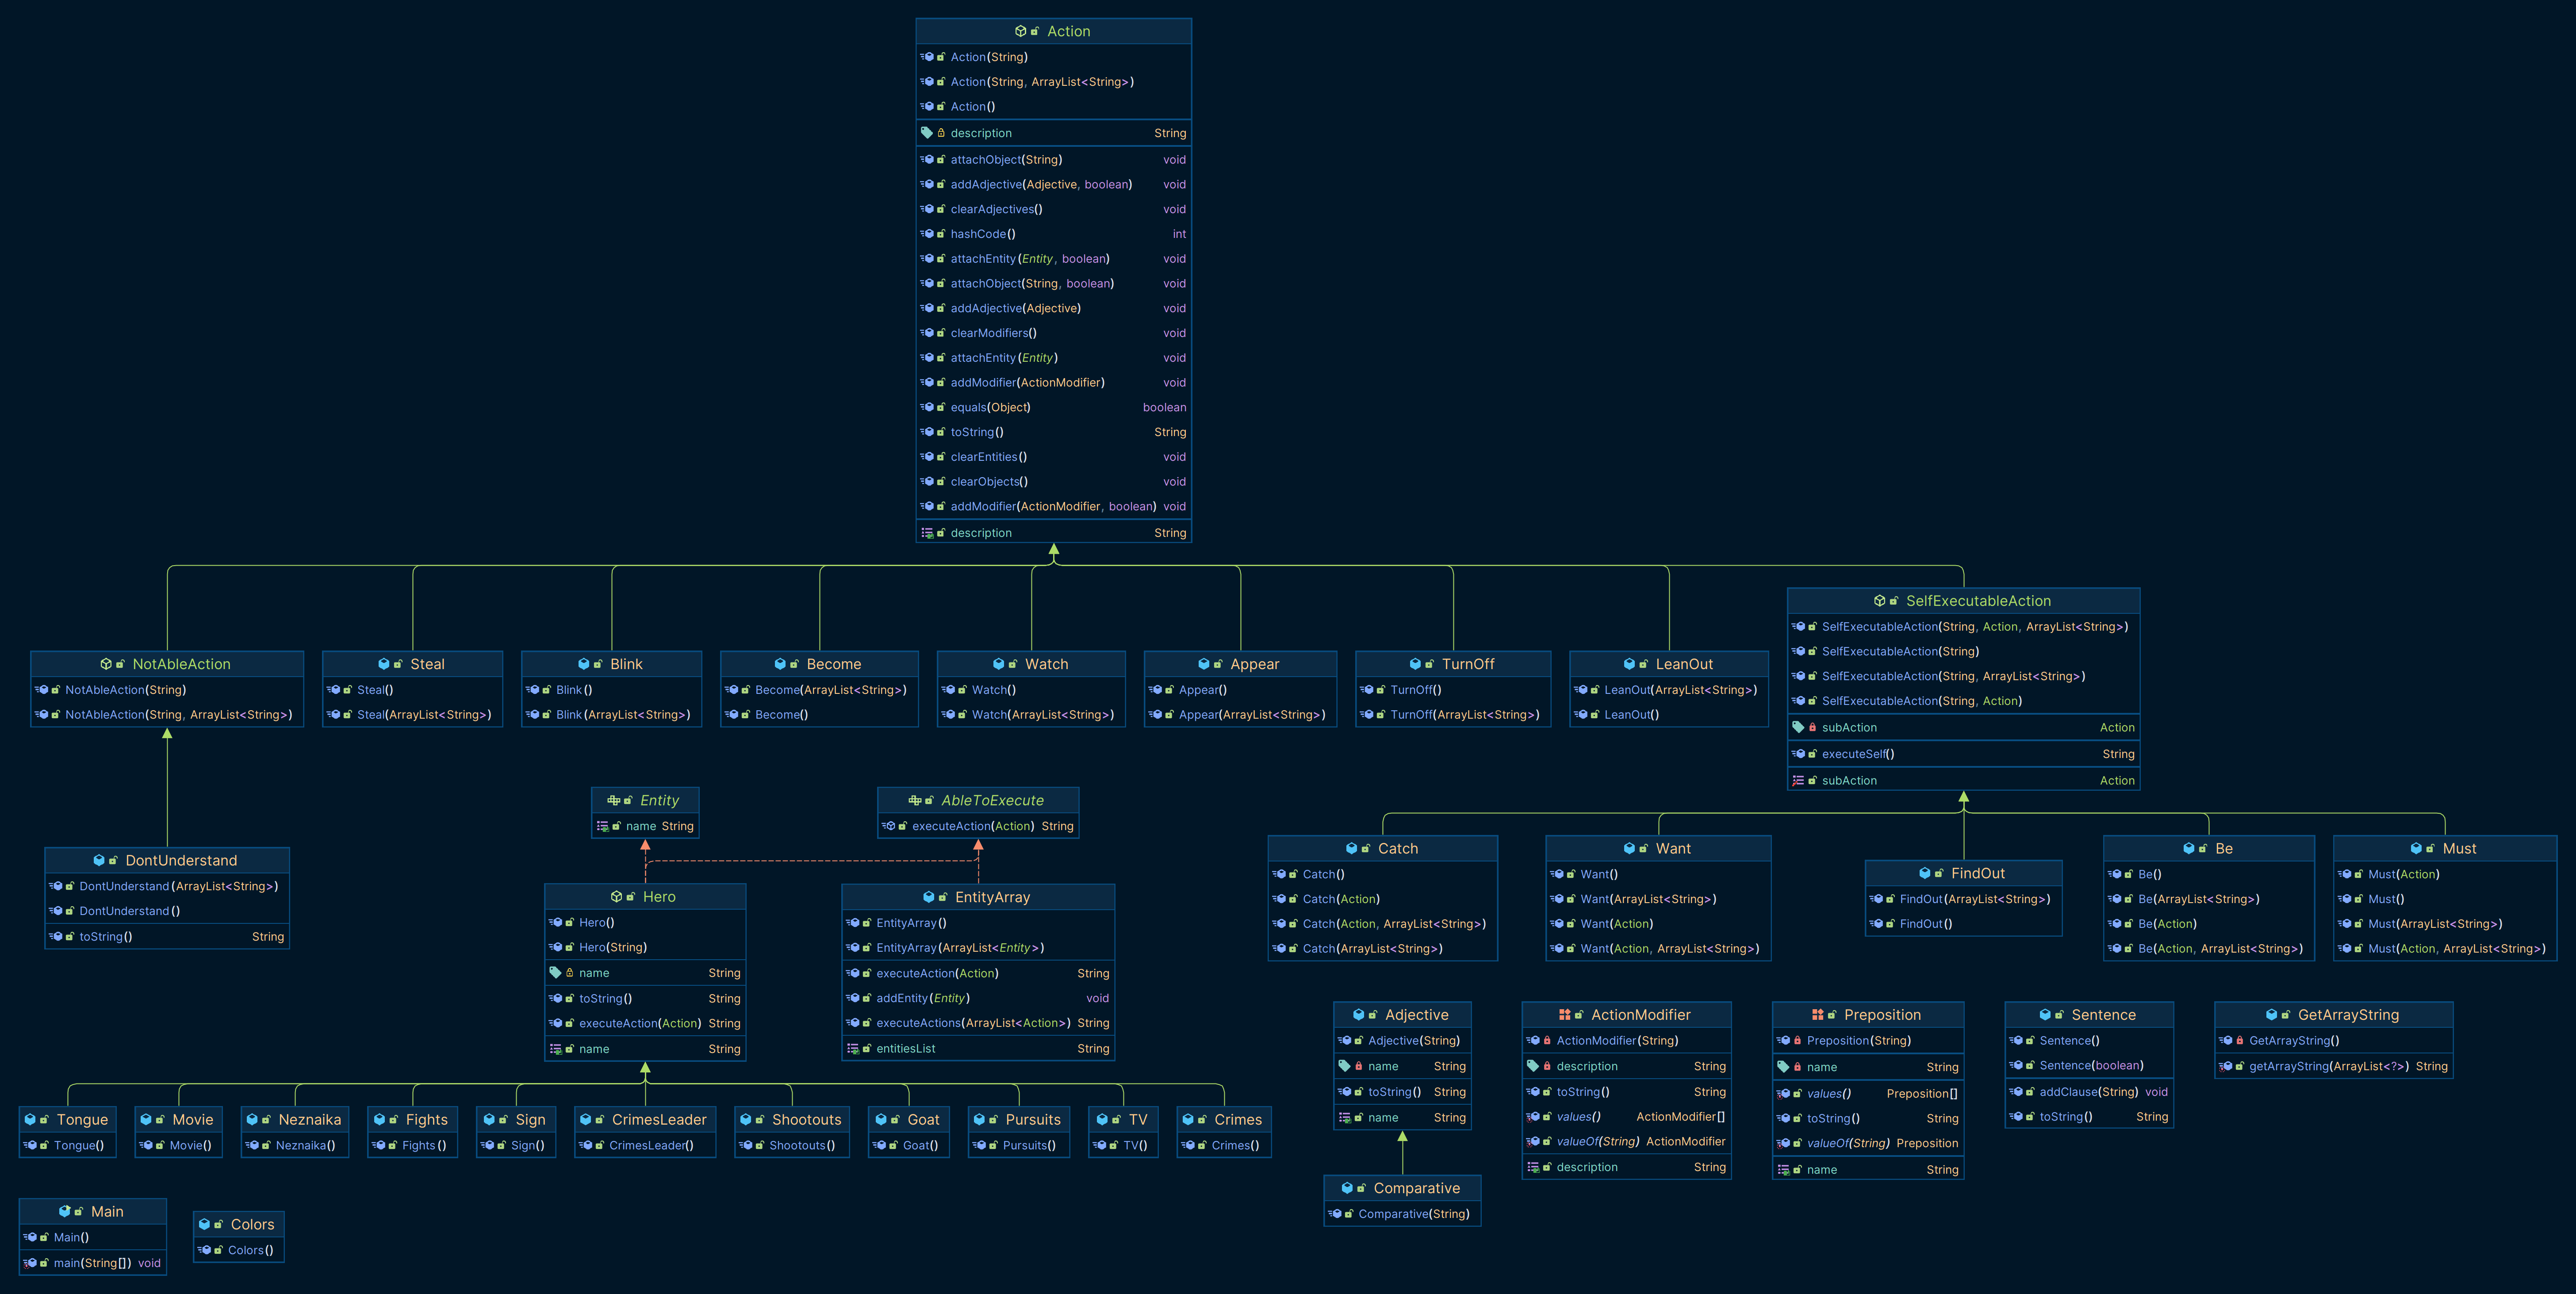 Action
Action(String)
Action(String, ArrayList<String>)
Action()
description String
attachObject(String) void
addAdjective(Adjective, boolean) void
clearAdjectives() void
hashCode() int
attachEntity(Entity, boolean) void
attachObject(String, boolean) void
addAdjective(Adjective) void
clearModifiers() void
attachEntity(Entity) void
addModifier(ActionModifier) void
equals(Object) boolean
toString() String
clearEntities() void
clearObjects() void
addModifier(ActionModifier, boolean) void
description String
NotAbleAction
NotAbleAction(String)
NotAbleAction(String, ArrayList<String>)
Steal
Steal()
Steal(ArrayList<String>)
Blink
Blink()
Blink(ArrayList<String>)
Become
Become(ArrayList<String>)
Become()
Watch
Watch()
Watch(ArrayList<String>)
Appear
Appear()
Appear(ArrayList<String>)
TurnOff
TurnOff()
TurnOff(ArrayList<String>)
LeanOut
LeanOut(ArrayList<String>)
LeanOut()
SelfExecutableAction
SelfExecutableAction(String, Action, ArrayList<String>)
SelfExecutableAction(String)
SelfExecutableAction(String, ArrayList<String>)
SelfExecutableAction(String, Action)
subAction Action
executeSelf() String
subAction Action
DontUnderstand
DontUnderstand(ArrayList<String>)
DontUnderstand()
toString() String
Entity
name String
AbleToExecute
executeAction(Action) String
Hero
Hero()
Hero(String)
name String
toString() String
executeAction(Action) String
name String
EntityArray
EntityArray()
EntityArray(ArrayList<Entity>)
executeAction(Action) String
addEntity(Entity) void
executeActions(ArrayList<Action>) String
entitiesList String
Catch
Catch()
Catch(Action)
Catch(Action, ArrayList<String>)
Catch(ArrayList<String>)
Want
Want()
Want(ArrayList<String>)
Want(Action)
Want(Action, ArrayList<String>)
FindOut
FindOut(ArrayList<String>)
FindOut()
Be
Be()
Be(ArrayList<String>)
Be(Action)
Be(Action, ArrayList<String>)
Must
Must(Action)
Must()
Must(ArrayList<String>)
Must(Action, ArrayList<String>)
Tongue
Tongue()
Movie
Movie()
Neznaika
Neznaika()
Fights
Fights()
Sign
Sign()
CrimesLeader
CrimesLeader()
Shootouts
Shootouts()
Goat
Goat()
Pursuits
Pursuits()
TV
TV()
Crimes
Crimes()
Adjective
Adjective(String)
name String
toString() String
name String
ActionModifier
ActionModifier(String)
description String
toString() String
values() ActionModifier[]
valueOf(String) ActionModifier
description String
Preposition
Preposition(String)
name String
values() Preposition[]
toString() String
valueOf(String) Preposition
name String
Sentence
Sentence()
Sentence(boolean)
addClause(String) void
toString() String
GetArrayString
GetArrayString()
getArrayString(ArrayList<?>) String
Comparative
Comparative(String)
Main
Main()
main(String[]) void
Colors
Colors()